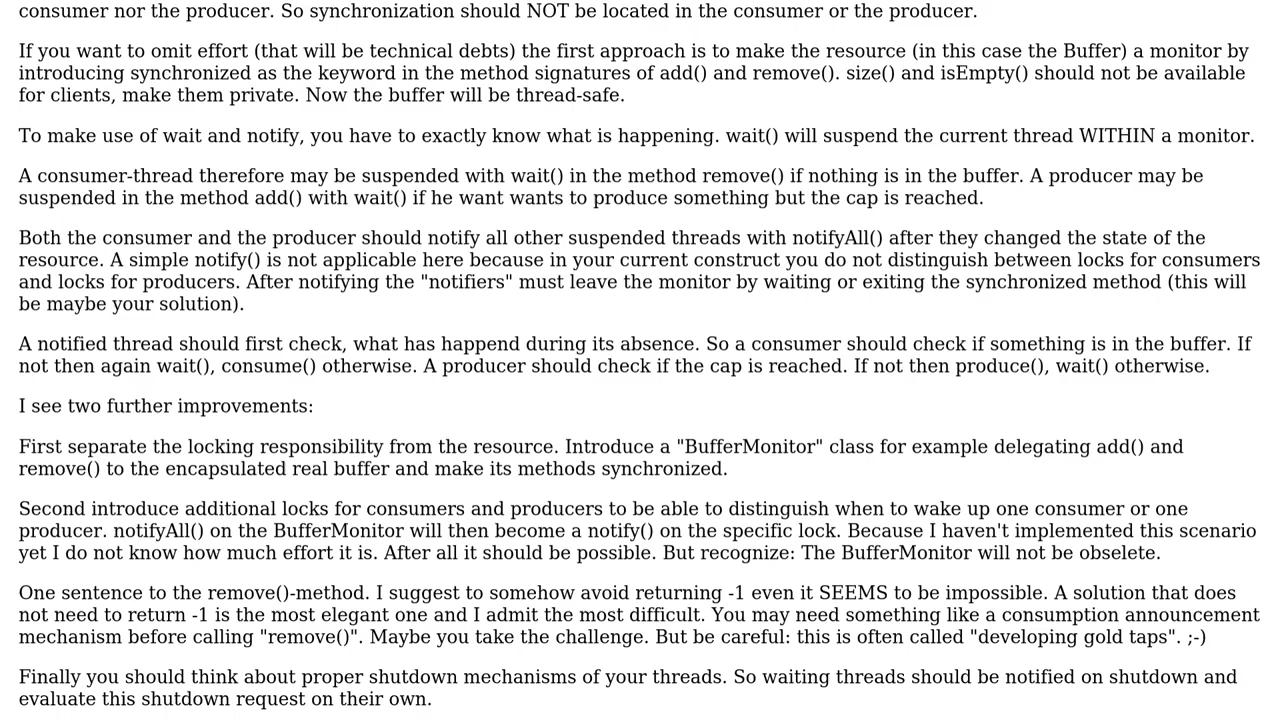 consumer nor the producer. So synchronization should NOT be located in the consumer or the producer.
If you want to omit effort (that will be technical debts) the first approach is to make the resource (in this case the Buffer) a monitor by
introducing synchronized as the keyword in the method signatures of add() and remove(). size() and isEmpty() should not be available
for clients, make them private. Now the buffer will be thread-safe.
To make use of wait and notify, you have to exactly know what is happening. wait() will suspend the current thread WITHIN a monitor.
A consumer-thread therefore may be suspended with wait() in the method remove() if nothing is in the buffer. A producer may be
suspended in the method add() with wait() if he want wants to produce something but the cap is reached.
Both the consumer and the producer should notify all other suspended threads with notifyAll() after they changed the state of the
resource. A simple notify() is not applicable here because in your current construct you do not distinguish between locks for consumers
and locks for producers. After notifying the "notifiers" must leave the monitor by waiting or exiting the synchronized method (this will
be maybe your solution).
A notified thread should first check, what has happend during its absence. So a consumer should check if something is in the buffer. If
not then again wait(), consume() otherwise. A producer should check if the cap is reached. If not then produce(), wait() otherwise.
I see two further improvements:
First separate the locking responsibility from the resource. Introduce a "BufferMonitor" class for example delegating add() and
remove() to the encapsulated real buffer and make its methods synchronized.
Second introduce additional locks for consumers and producers to be able to distinguish when to wake up one consumer or one
producer. notifyAll() on the BufferMonitor will then become a notify() on the specific lock. Because I haven't implemented this scenario
yet I do not know how much effort it is. After all it should be possible. But recognize: The BufferMonitor will not be obselete.
One sentence to the remove()-method. I suggest to somehow avoid returning -1 even it SEEMS to be impossible. A solution that does
not need to return -1 is the most elegant one and I admit the most difficult. You may need something like a consumption announcement
mechanism before calling "remove()". Maybe you take the challenge. But be careful: this is often called "developing gold taps". ;-)
Finally you should think about proper shutdown mechanisms of your threads. So waiting threads should be notified on shutdown and
evaluate this shutdown request on their own.